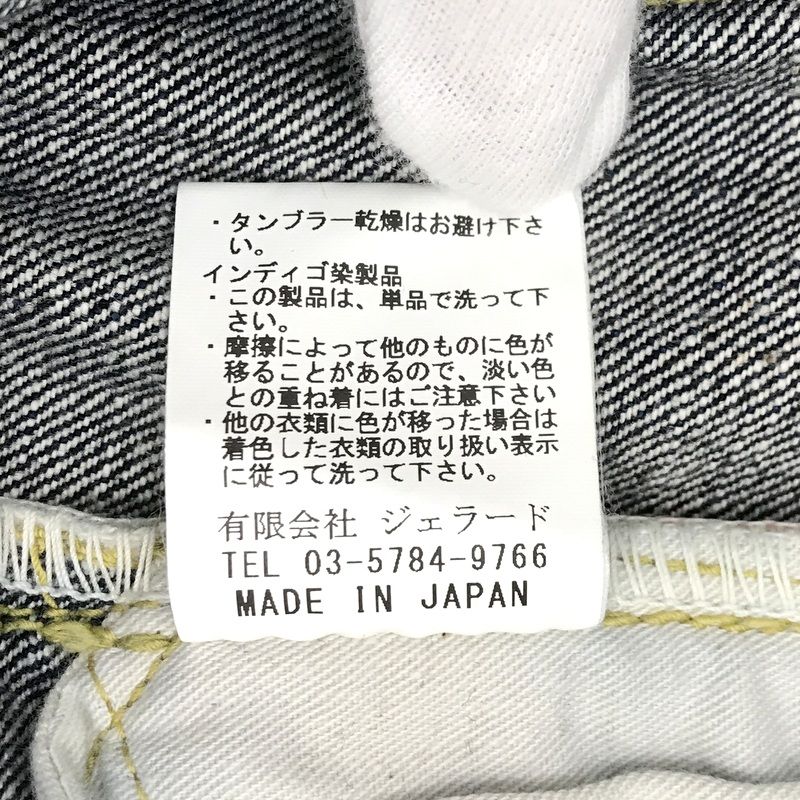 ・タンブラー乾燥はお避け下さ
い。
インディゴ染製品
・この製品は、単品で洗って下
さい。
・摩擦によって他のものに色が
移ることがあるので、淡い色
との重ね着にはご注意下さい
・他の衣類に色が移った場合は
着色した衣類の取り扱い表示
に従って洗って下さい。
有限会社 ジェラード
TEL 03-5784-9766
MADE IN JAPAN